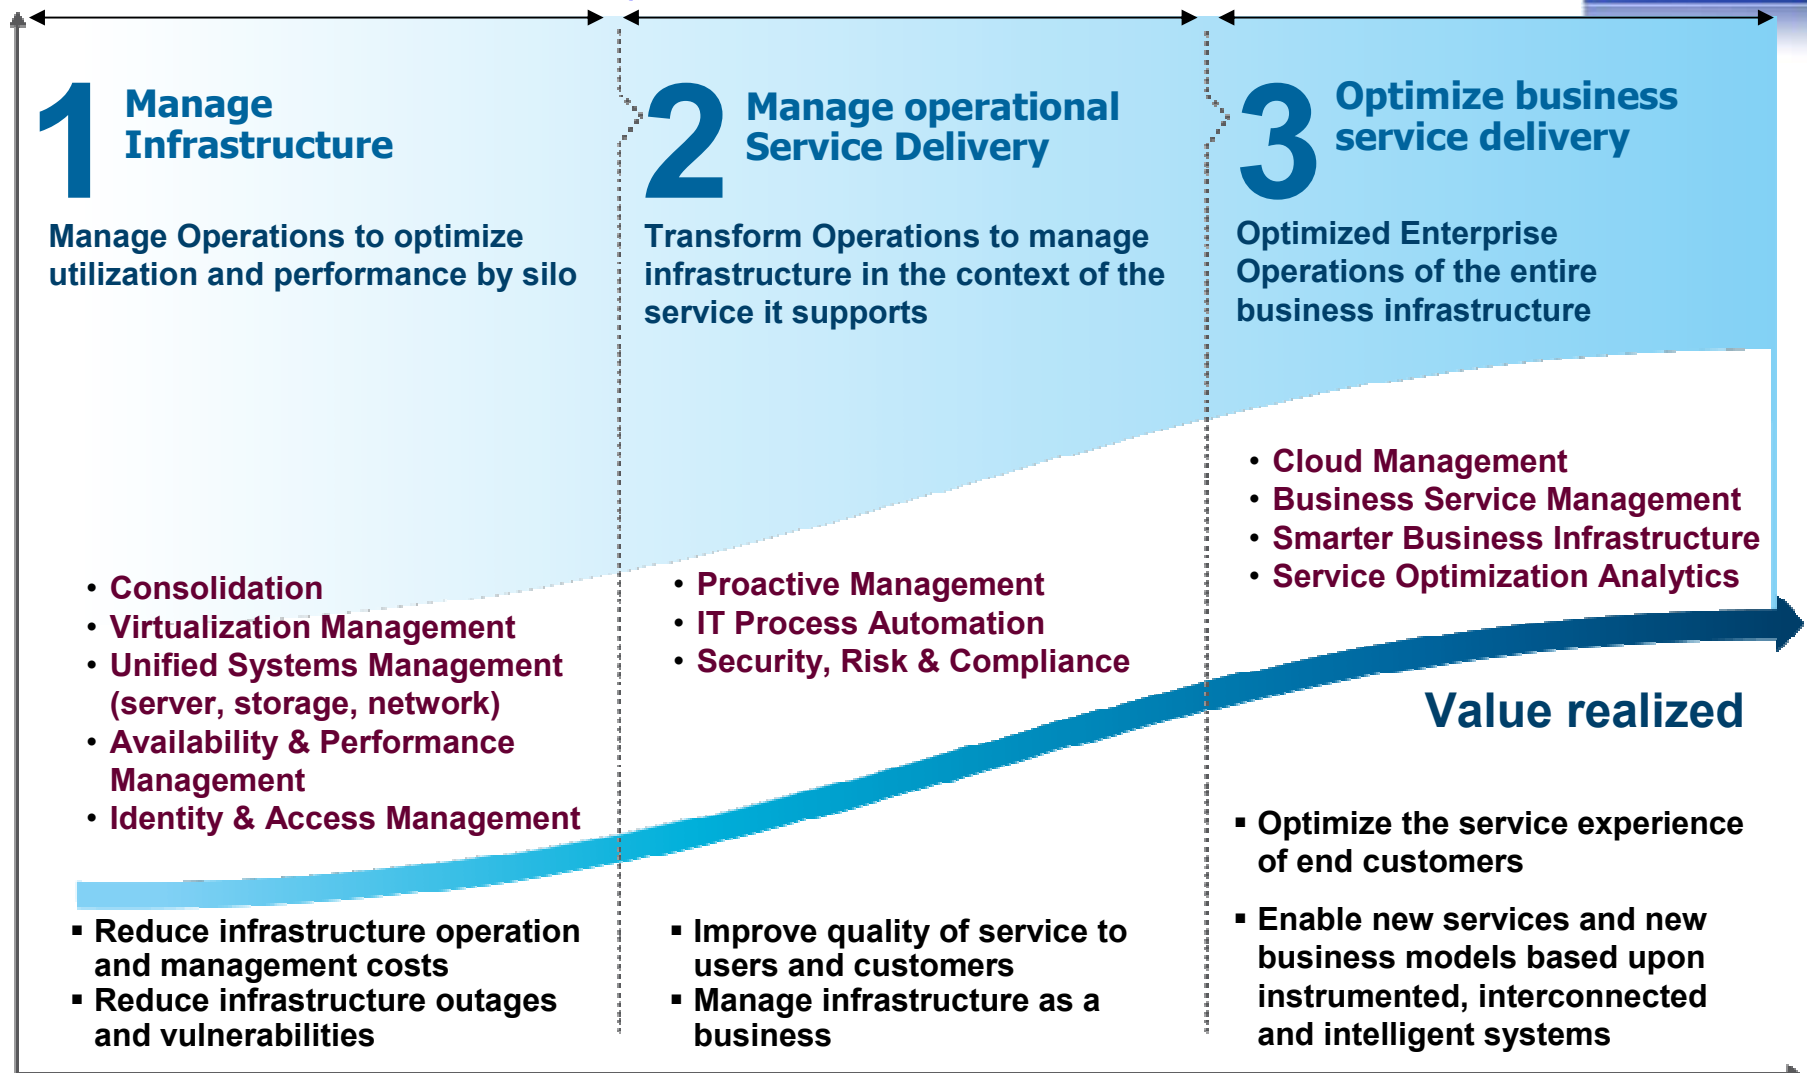 1
Manage
Infrastructure
Manage Operations to optimize
utilization and performance by silo
• Consolidation
• Virtualization Management
• Unified Systems Management
(server, storage, network)
• Availability & Performance
Management
• Identity & Access Management
▪ Reduce infrastructure operation
and management costs
▪ Reduce infrastructure outages
and vulnerabilities
2
Manage operational
Service Delivery
Transform Operations to manage
infrastructure in the context of the
service it supports
• Proactive Management
• IT Process Automation
• Security, Risk & Compliance
▪ Improve quality of service to
users and customers
▪ Manage infrastructure as a
business
3
Optimize business
service delivery
Optimized Enterprise
Operations of the entire
business infrastructure
• Cloud Management
• Business Service Management
• Smarter Business Infrastructure
• Service Optimization Analytics
Value realized
▪ Optimize the service experience
of end customers
▪ Enable new services and new
business models based upon
instrumented, interconnected
and intelligent systems